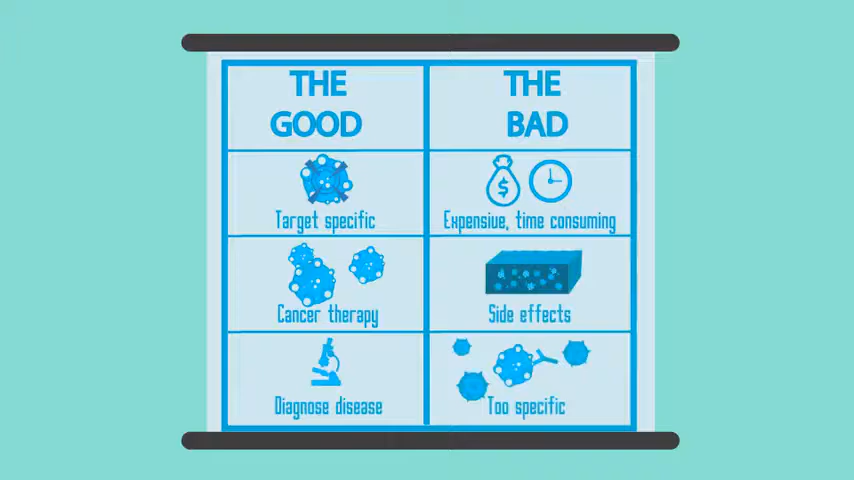 THE
GOOD
THE
BAD
Target specific
Expensive, time consuming
$
Cancer therapy
Side effects
Diagnose disease
Too specific